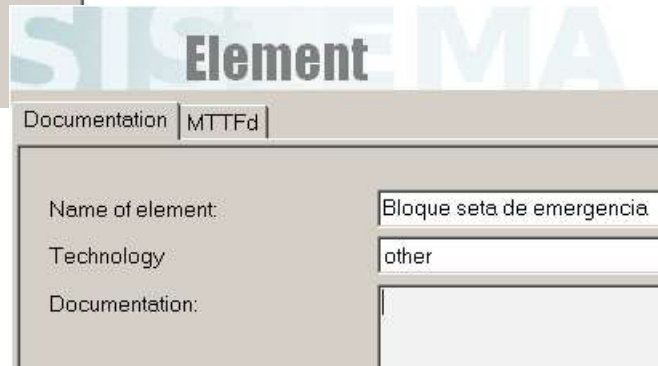 SISTEMA
Element
Documentation MTTFd
Name of element: Bloque seta de emergencia
Technology other
Documentation: